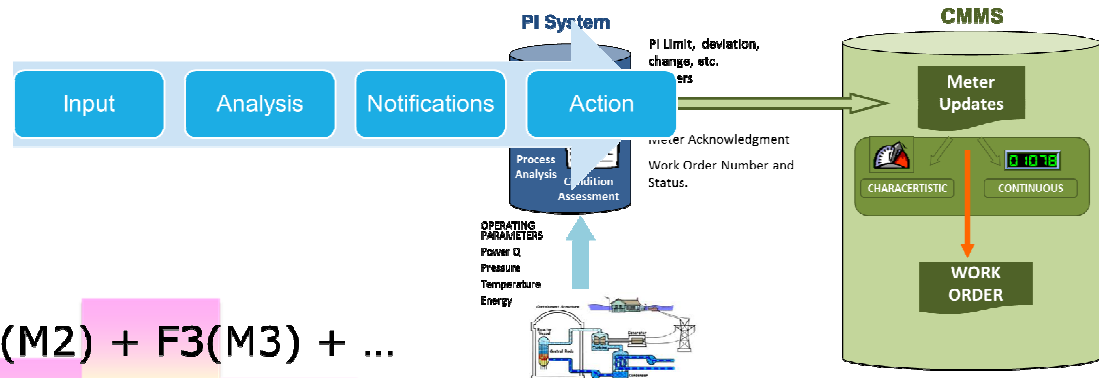 PI System
CMMS
PI Limit, deviation,
change, etc.
Input
Analysis
Notifications
Action
Meter
Updates
Meter Acknowledgment
Work Order Number and
Status.
Process
Analysis
Condition
Assessment
01078
CHARACERTISTIC
CONTINUOUS
OPERATING
PARAMETERS
Power Q
Pressure
Temperature
Energy
WORK
ORDER
(M2) + F3(M3) + ...